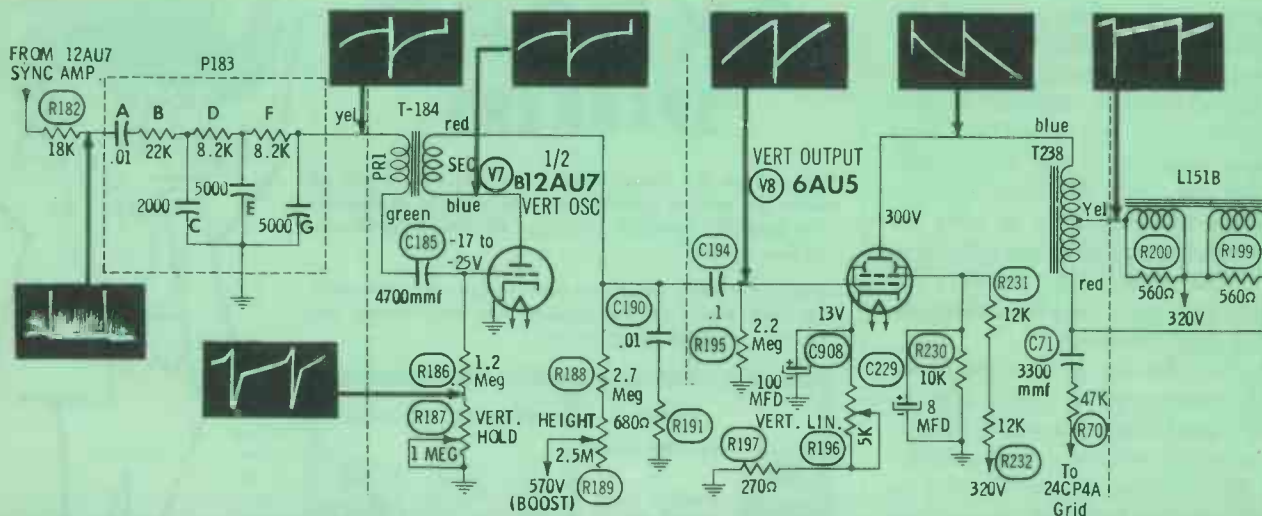 FROM 12AU7
SYNC AMP.
R182
18K
P183
A
.01
B
22K
D
8.2K
F
8.2K
2000
C
5000
E
5000
G
yel
T-184
PRI
red
SEC
V7
blue
green
1/2
B12AU7
VERT OSC
C185
4700mmf
-17 to
-25V
R186
1.2
Meg
R187
VERT.
HOLD
1 MEG
R188
2.7
Meg
HEIGHT
2.5M
570V
(BOOST)
R189
C190
.01
680Ω
R191
C194
.1
R195
2.2
Meg
VERT OUTPUT
V8 6AU5
300V
13V
C908
100
MFD
C229
8
MFD
VERT. LIN.
R196
5K
R197
270Ω
R230
10K
R231
12K
12K
R232
320V
blue
T238
Yel
red
C71
3300
mmf
47K
R70
To
24CP4A
Grid
L151B
R200
560Ω
R199
560Ω
320V